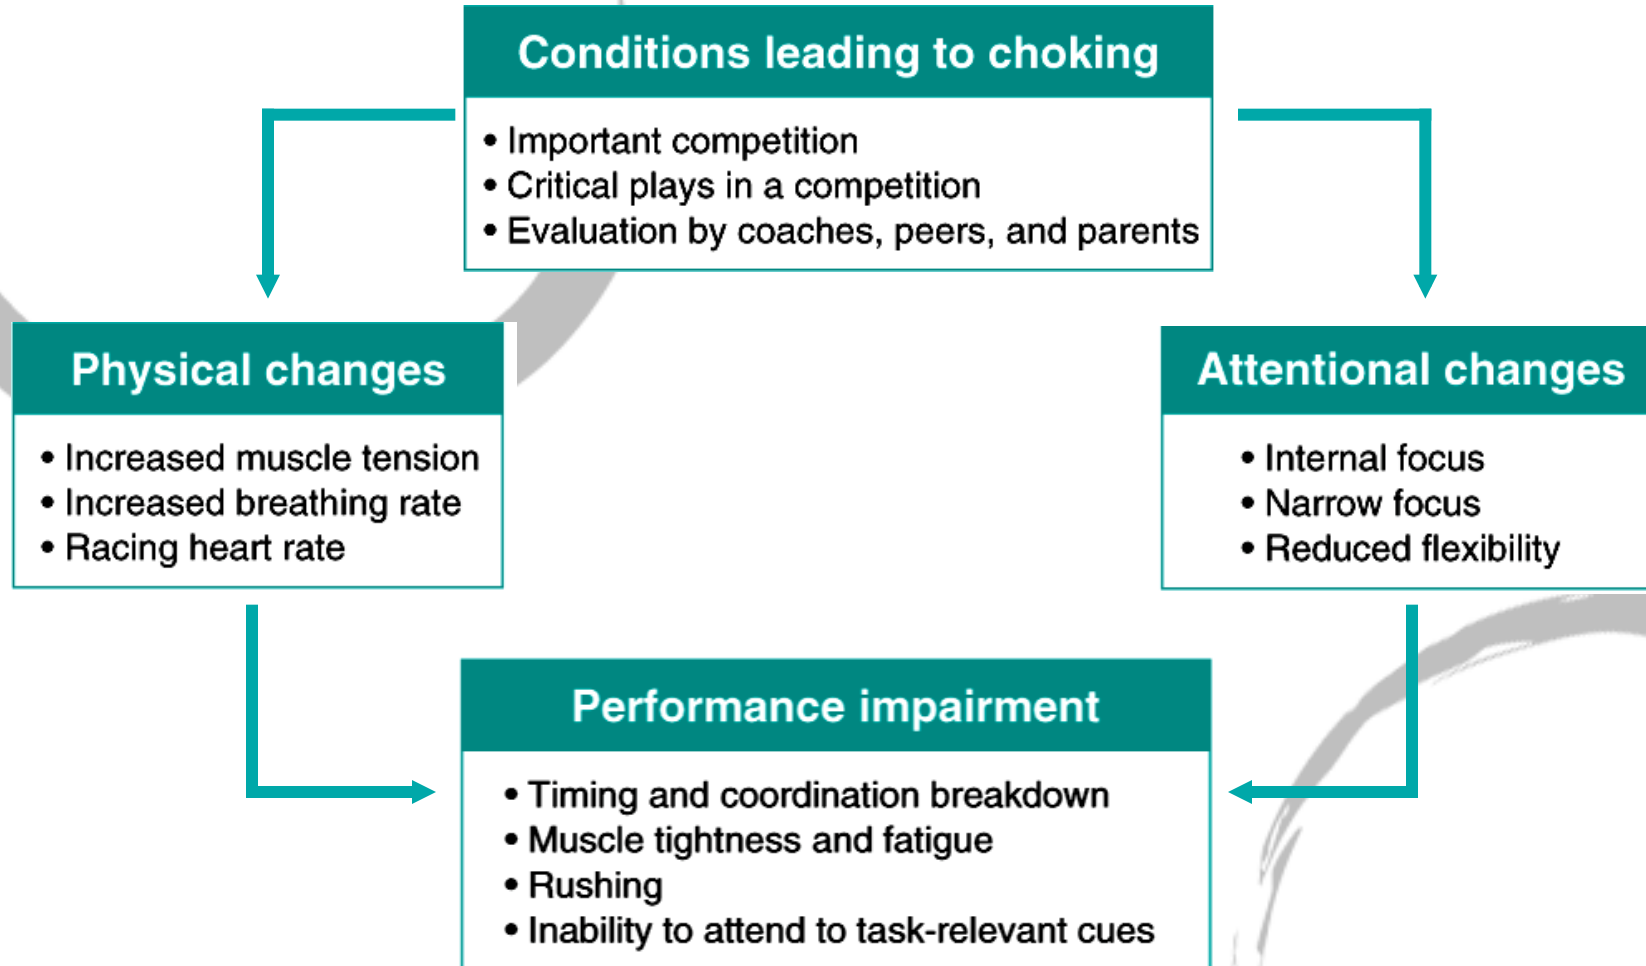 Conditions leading to choking
• Important competition
• Critical plays in a competition
• Evaluation by coaches, peers, and parents
Physical changes
• Increased muscle tension
• Increased breathing rate
• Racing heart rate
Attentional changes
• Internal focus
• Narrow focus
• Reduced flexibility
Performance impairment
• Timing and coordination breakdown
• Muscle tightness and fatigue
• Rushing
• Inability to attend to task-relevant cues